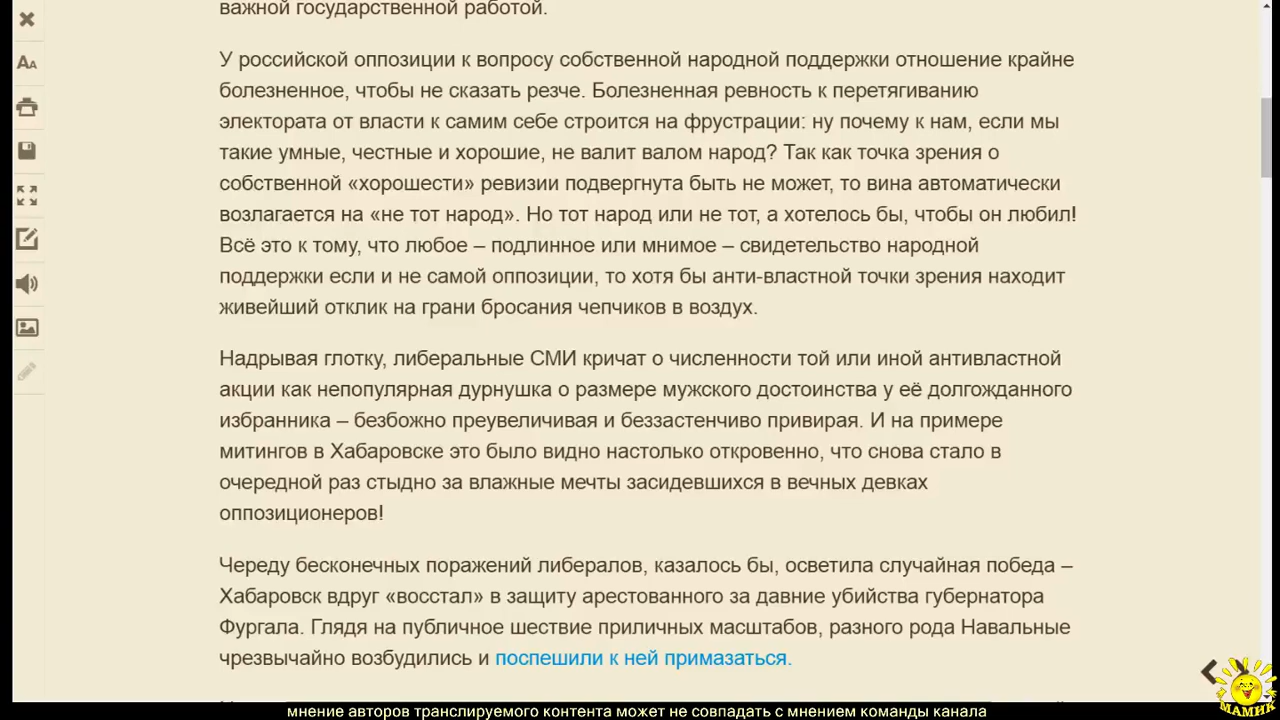 важной государственной работой.
У российской оппозиции к вопросу собственной народной поддержки отношение крайне
болезненное, чтобы не сказать резче. Болезненная ревность к перетягиванию
электората от власти к самим себе строится на фрустрации: ну почему к нам, если мы
такие умные, честные и хорошие, не валит валом народ? Так как точка зрения о
собственной «хорошести» ревизии подвергнута быть не может, то вина автоматически
возлагается на «не тот народ». Но тот народ или не тот, а хотелось бы, чтобы он любил!
Всё это к тому, что любое – подлинное или мнимое – свидетельство народной
поддержки если и не самой оппозиции, то хотя бы анти-властной точки зрения находит
живейший отклик на грани бросания чепчиков в воздух.
Надрывая глотку, либеральные СМИ кричат о численности той или иной антивластной
акции как непопулярная дурнушка о размере мужского достоинства у её долгожданного
избранника – безбожно преувеличивая и беззастенчиво привирая. И на примере
митингов в Хабаровске это было видно настолько откровенно, что снова стало в
очередной раз стыдно за влажные мечты засидевшихся в вечных девках
оппозиционеров!
Череду бесконечных поражений либералов, казалось бы, осветила случайная победа –
Хабаровск вдруг «восстал» в защиту арестованного за давние убийства губернатора
Фургала. Глядя на публичное шествие приличных масштабов, разного рода Навальные
чрезвычайно возбудились и поспешили к ней примазаться.
МАМИК
мнение авторов транслируемого контента может не совпадать с мнением команды канала